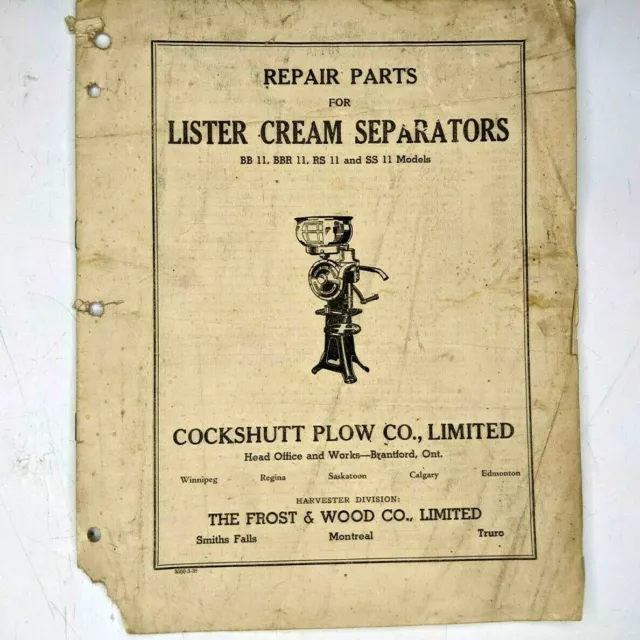 REPAIR PARTS
FOR
LISTER CREAM SEPARATORS
BB 11, BBR 11, RS 11 and SS 11 Models
COCKSHUTT PLOW CO., LIMITED
Head Office and Works—Brantford, Ont.
Winnipeg Regina Saskatoon Calgary Edmonton
HARVESTER DIVISION:
THE FROST & WOOD CO., LIMITED
Smiths Falls Montreal Truro